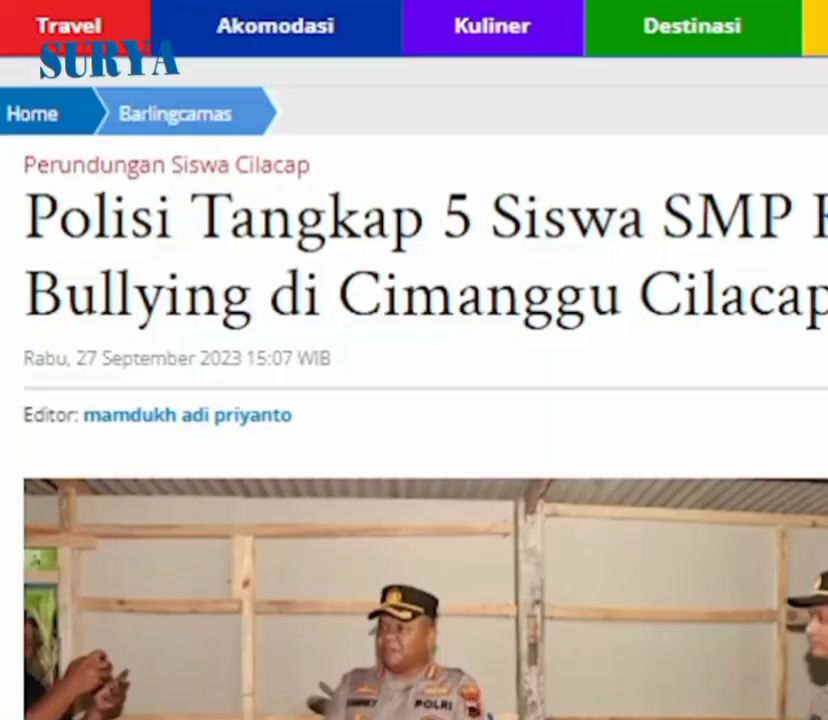 Travel Akomodasi Kuliner Destinasi
SURYA
Home Barlingcamas
Perundungan Siswa Cilacap
Polisi Tangkap 5 Siswa SMP
Bullying di Cimanggu Cilacap
Rabu, 27 September 2023 15:07 WIB
Editor: mamdukh adi priyanto
POLRI